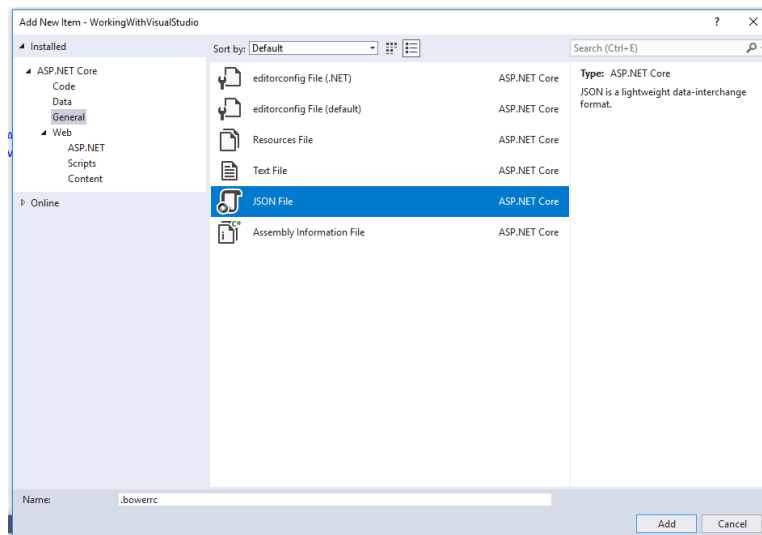 Add New Item - WorkingWithVisualStudio
? ×
Installed
Sort by: Default
Search (Ctrl+E)
ASP.NET Core
Code
Data
General
Web
ASP.NET
Scripts
Content
Online
editorconfig File (.NET) ASP.NET Core
editorconfig File (default) ASP.NET Core
Resources File ASP.NET Core
Text File ASP.NET Core
JSON File ASP.NET Core
Assembly Information File ASP.NET Core
Type: ASP.NET Core
JSON is a lightweight data-interchange
format.
Name: .bowerrc
Add Cancel